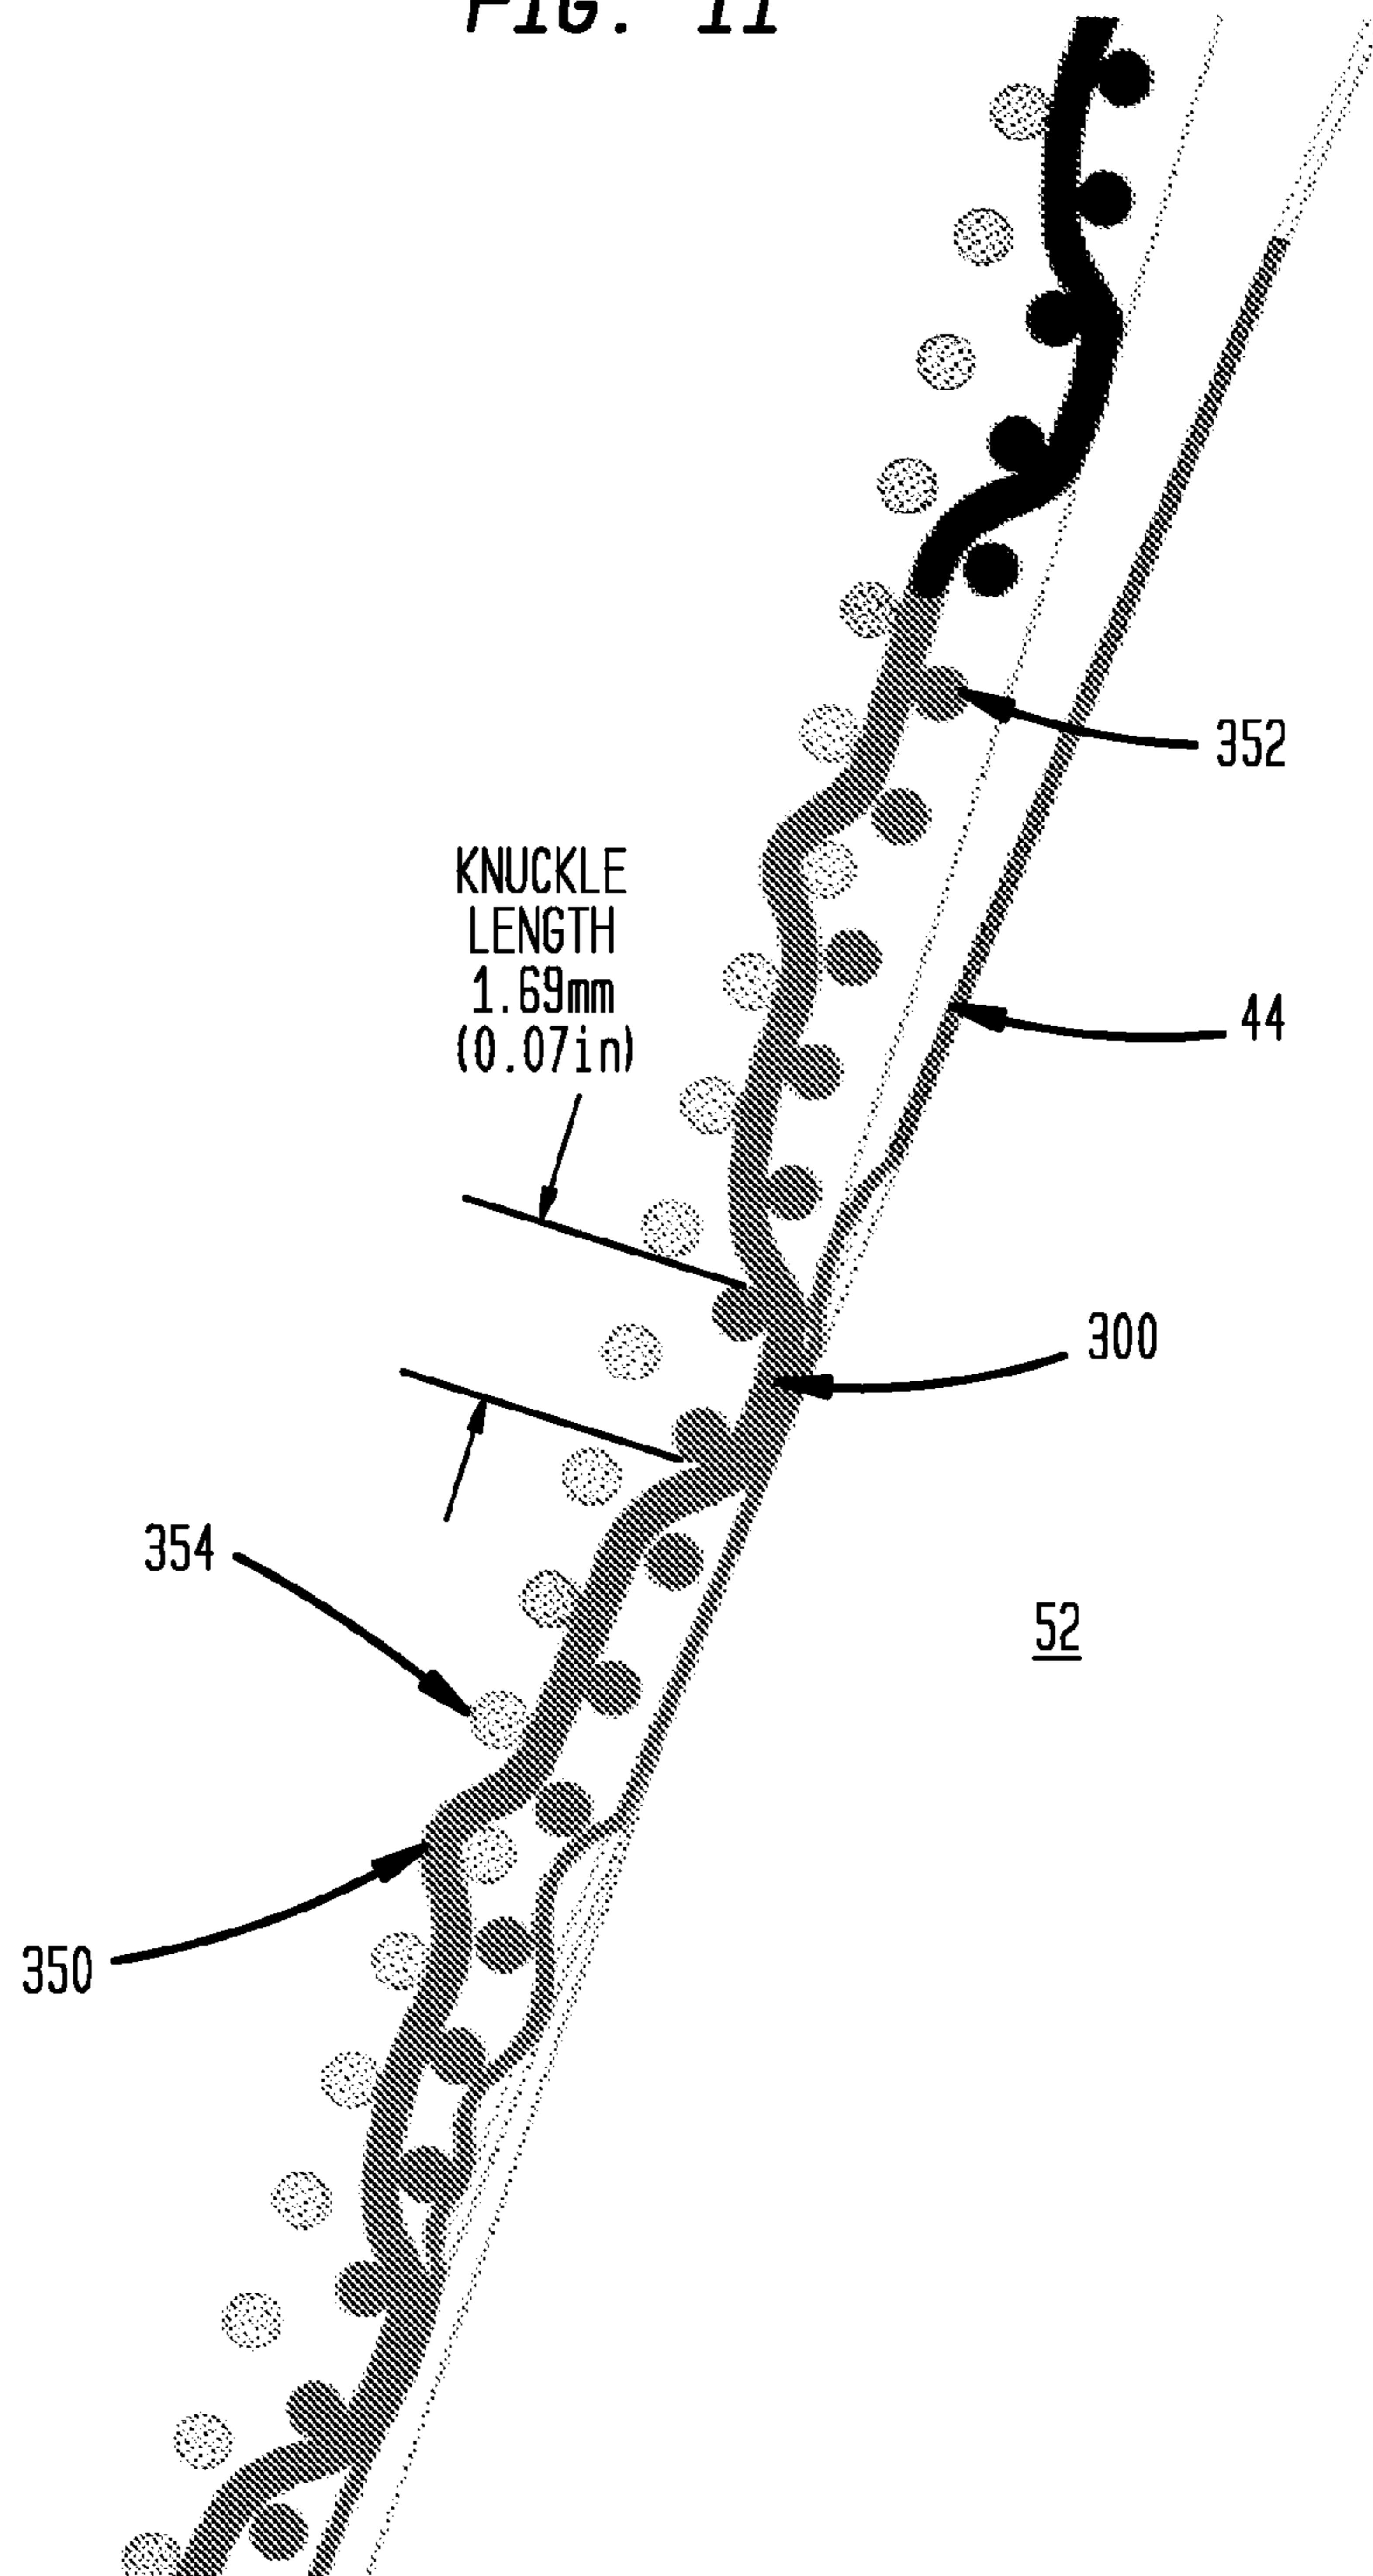 FIG. 11
352
KNUCKLE
LENGTH
1.69mm
(0.07in)
44
300
354
52
350